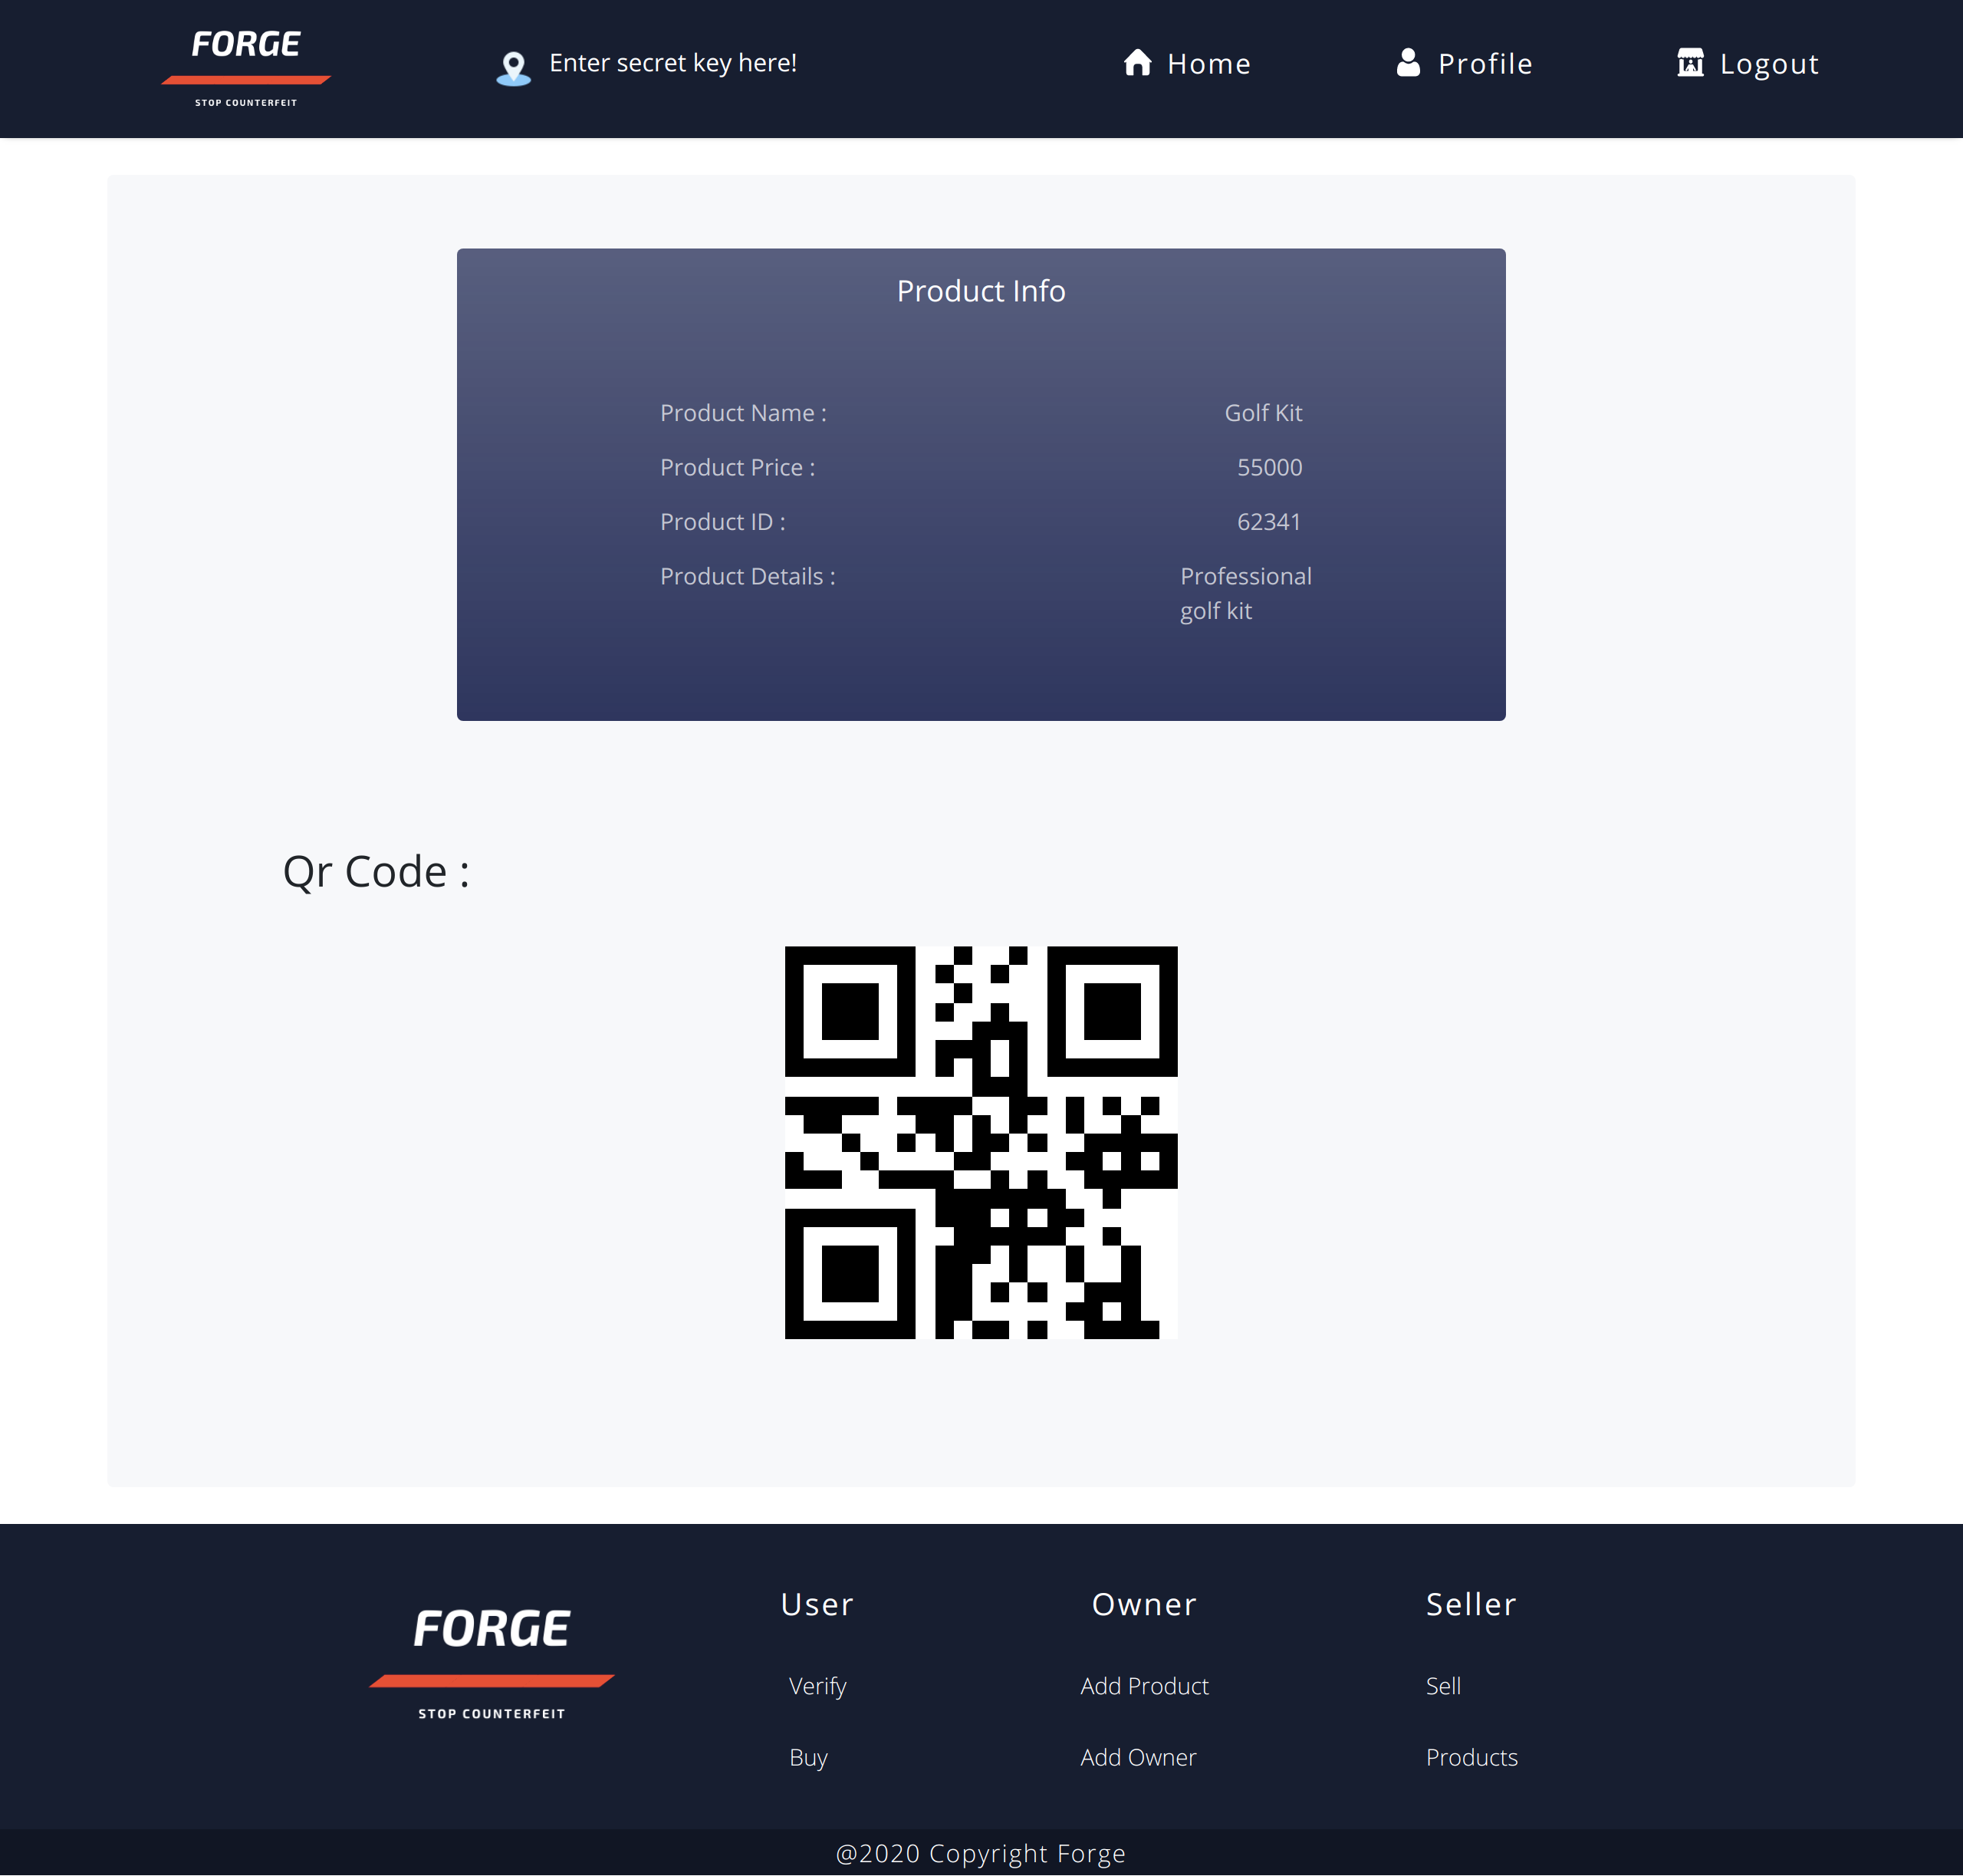 FORGE
STOP COUNTERFEIT
Enter secret key here!
Home
Profile
Logout
Product Info
Product Name : Golf Kit
Product Price : 55000
Product ID : 62341
Product Details : Professional
golf kit
Qr Code :
FORGE
STOP COUNTERFEIT
User
Verify
Buy
Owner
Add Product
Add Owner
Seller
Sell
Products
@2020 Copyright Forge